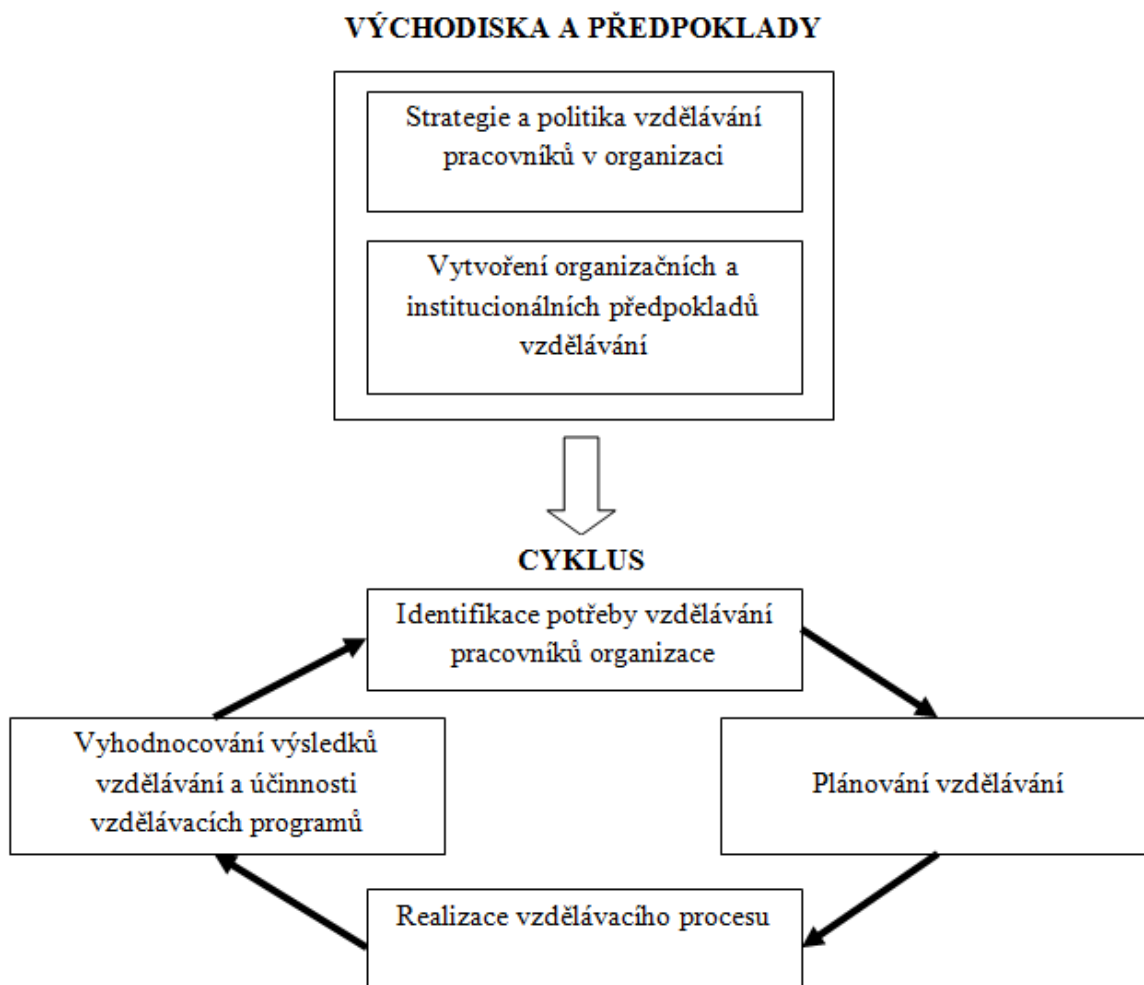 VÝCHODISKA A PŘEDPOKLADY
Strategie a politika vzdělávání
pracovníků v organizaci
Vytvoření organizačních a
institucionálních předpokladů
vzdělávání
CYKLUS
Identifikace potřeby vzdělávání
pracovníků organizace
Vyhodnocování výsledků
vzdělávání a účinnosti
vzdělávacích programů
Plánování vzdělávání
Realizace vzdělávacího procesu